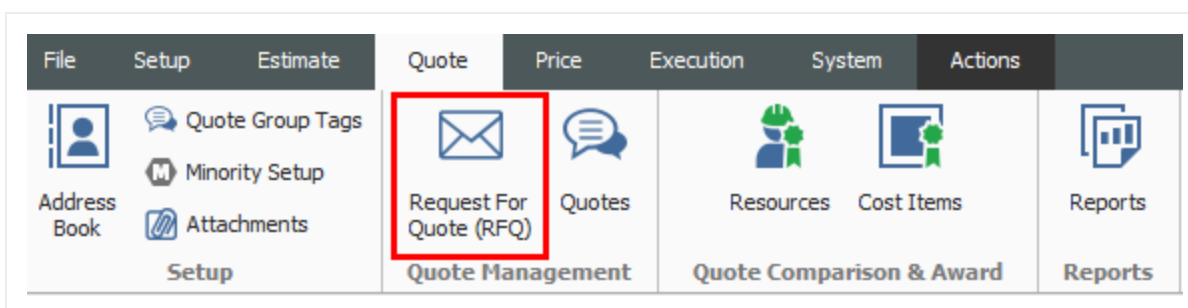 File Setup Estimate Quote Price Execution System Actions
Address
Book
Quote Group Tags
M
Minority Setup
Attachments
Setup
Request For
Quote (RFQ)
Quotes
Quote Management
Resources
Cost Items
Quote Comparison & Award
Reports
Reports